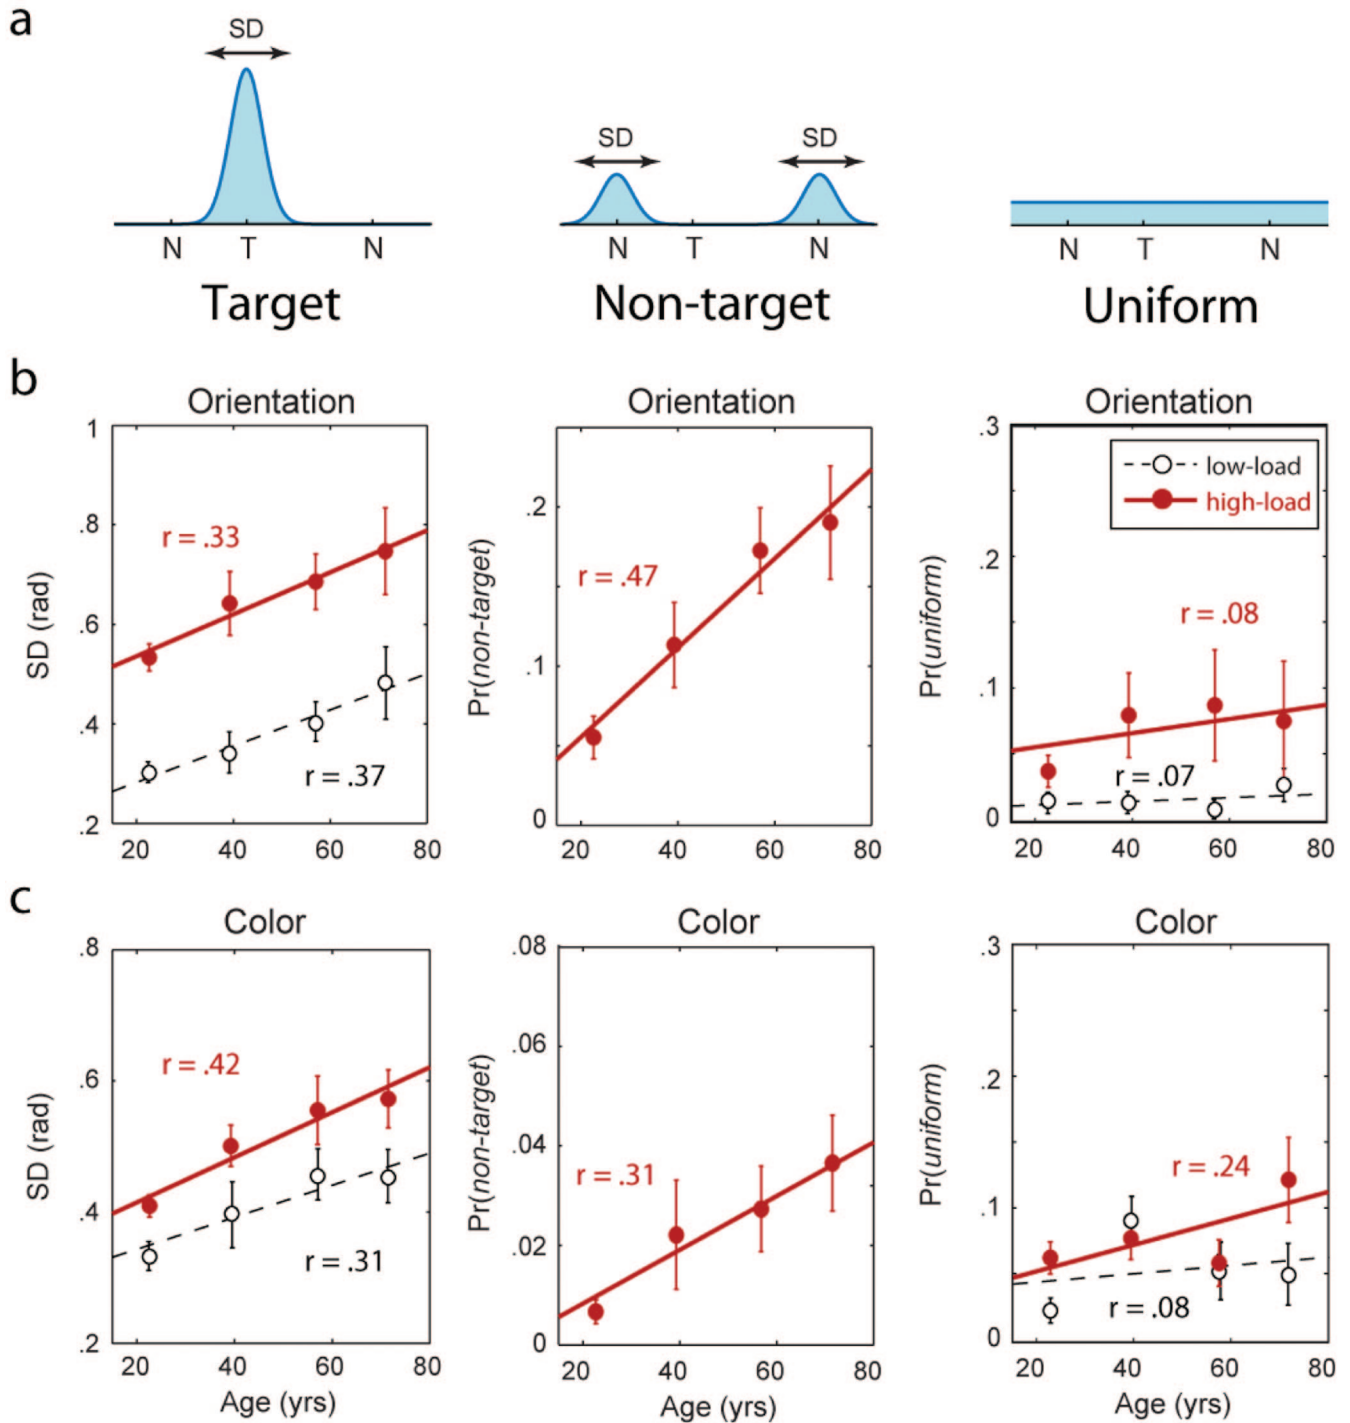 a
SD
SD
SD
N T N
N T N
N T N
Target
Non-target
Uniform
b
Orientation
Orientation
Orientation
1
.8
.6
.4
.2
SD (rad)
r = .33
r = .37
20 40 60 80
.2
.1
0
Pr(non-target)
r = .47
20 40 60 80
.3
.2
.1
0
Pr(uniform)
low-load
high-load
r = .08
r = .07
20 40 60 80
c
Color
Color
Color
.8
.6
.4
.2
SD (rad)
r = .42
r = .31
20 40 60 80
Age (yrs)
.08
.06
.04
.02
0
Pr(non-target)
r = .31
20 40 60 80
Age (yrs)
.3
.2
.1
0
Pr(uniform)
r = .24
r = .08
20 40 60 80
Age (yrs)